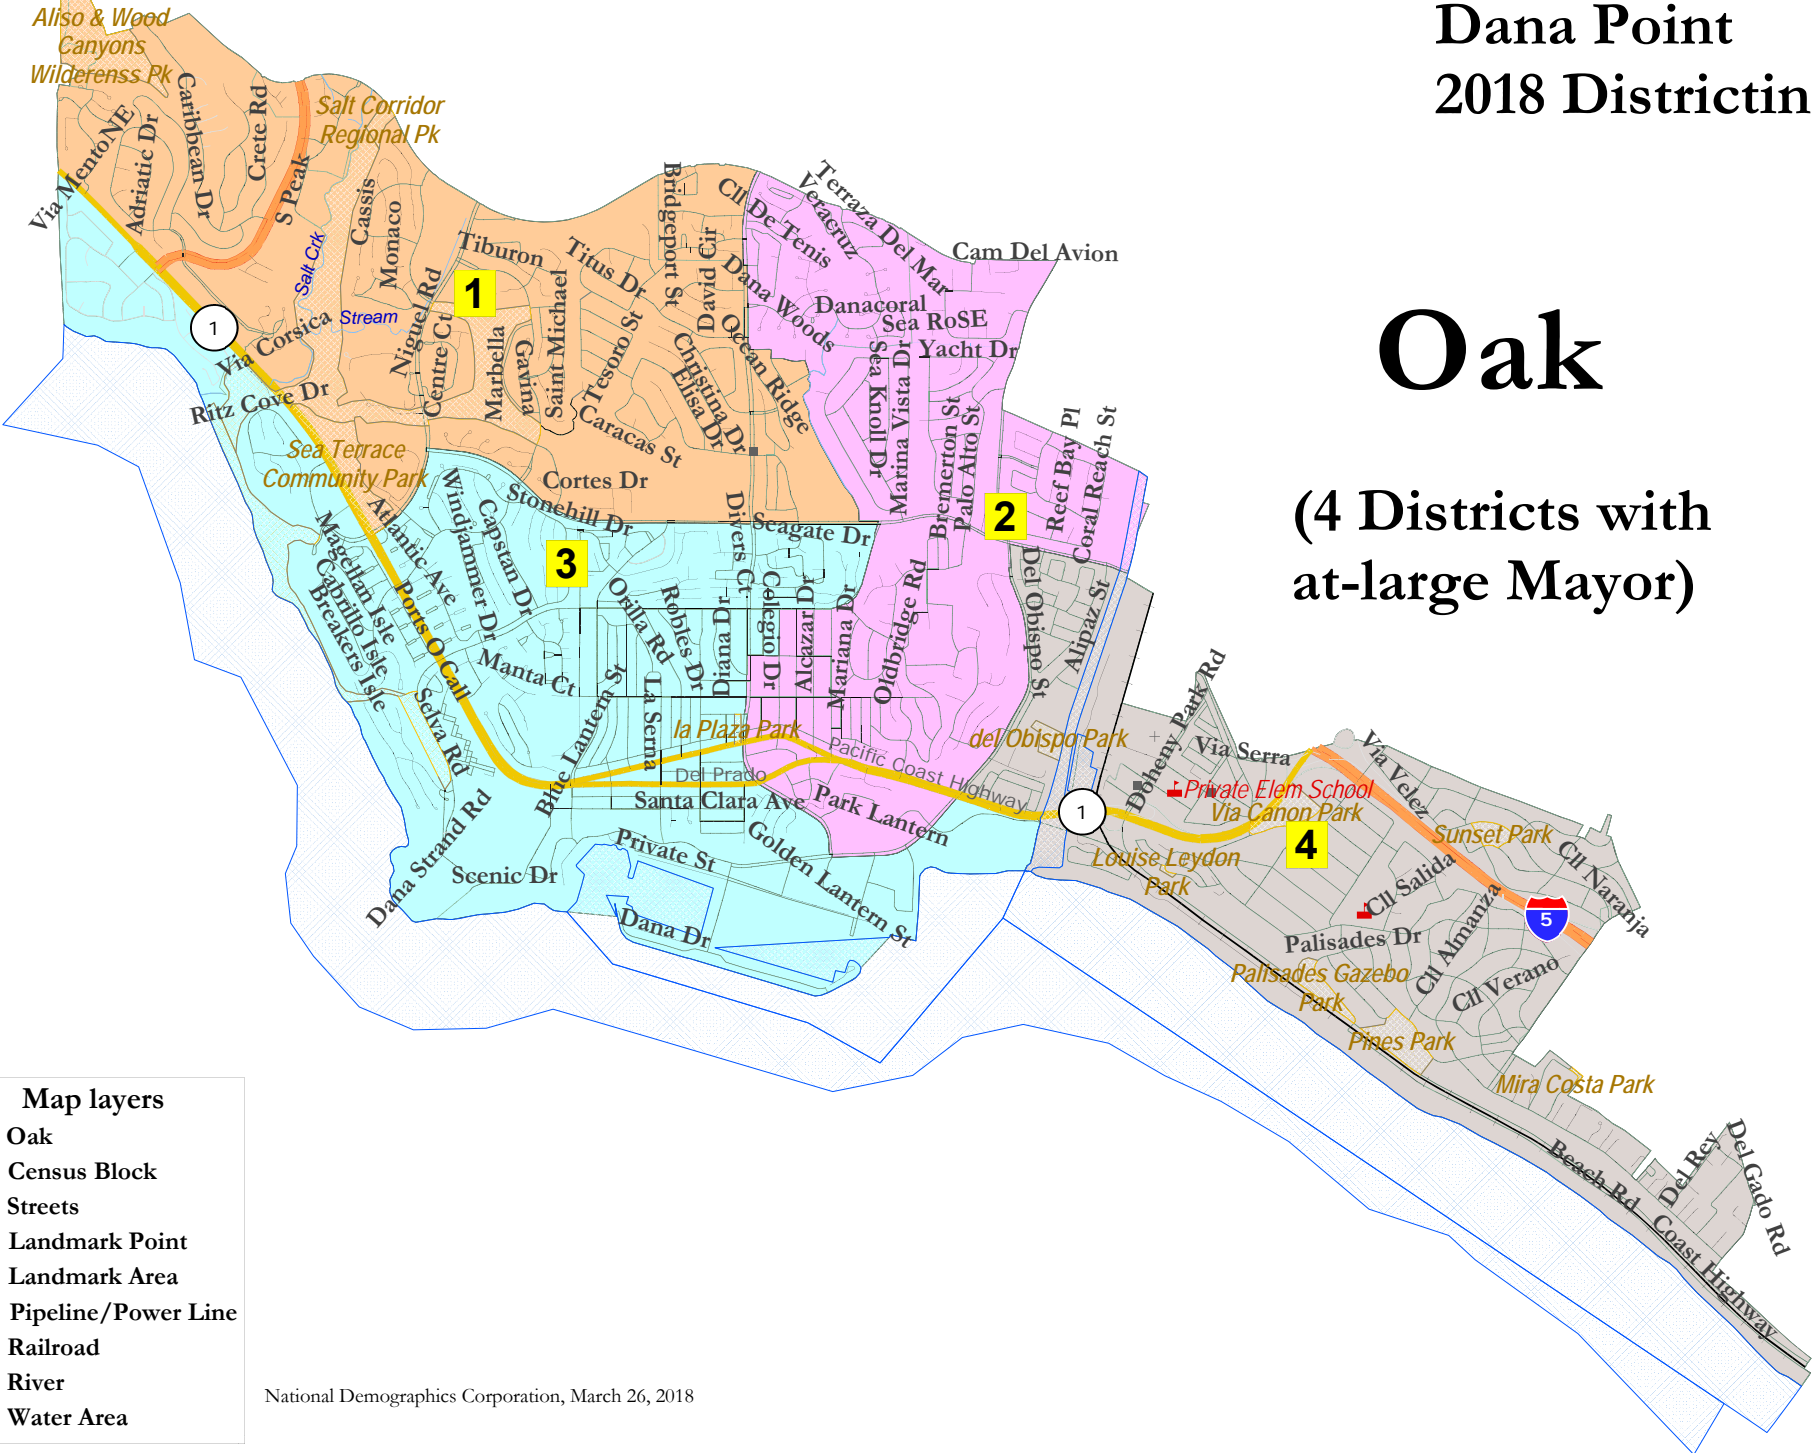 Dana Point
2018 Districtin
Oak
(4 Districts with
at-large Mayor)
Aliso & Wood
Canyons
Wilderenss Pk
Salt Corridor
Regional Pk
Via MentoNE
Adriatic Dr
Caribbean Dr
Crete Rd
S Peak
Cassis
Monaco
Salt Crk
Stream
Niguel Rd
Tiburon
Titus Dr
Bridgeport St
David Cir
Cll De Tenis
Veracruz
Terraza Del Mar
Cam Del Avion
Dana Woods
Danacoral
Sea RoSE
Yacht Dr
1
1
Via Corsica
Ritz Cove Dr
Centre Ct
Marbella
Gavina
Saint Michael
Tesoro St
Christina Dr
Elisa Dr
Ocean Ridge
Caracas St
Cortes Dr
Sea Knoll Dr
Marina Vista Dr
Bremerton St
Palo Alto St
Reef Bay Pl
Coral Reach St
Sea Terrace
Community Park
Stonehill Dr
Divers Ct
Seagate Dr
2
3
Atlantic Ave
Windjammer Dr
Capstan Dr
Magellan Isle
Cabrillo Isle
Breakers Isle
Ports O Call
Manta Ct
Selva Rd
Orilla Rd
Robles Dr
Diana Dr
Colegio Dr
Alcazar Dr
Mariana Dr
Oldbridge Rd
Del Obispo St
Alipaz St
Blue Lantern St
La Serna
la Plaza Park
Del Prado
Pacific Coast Highway
del Obispo Park
Santa Clara Ave
Park Lantern
Private St
Golden Lantern St
Dana Strand Rd
Scenic Dr
Dana Dr
1
Doheny Park Rd
Via Serra
Via Velez
Private Elem School
Via Canon Park
4
Sunset Park
Louise Leydon
Park
Cll Salida
Cll Naranja
5
Palisades Dr
Cll Almanza
Cll Verano
Palisades Gazebo
Park
Pines Park
Mira Costa Park
Beach Rd
Del Rey
Del Gado Rd
Coast Highway
Map layers
Oak
Census Block
Streets
Landmark Point
Landmark Area
Pipeline/Power Line
Railroad
River
Water Area
National Demographics Corporation, March 26, 2018